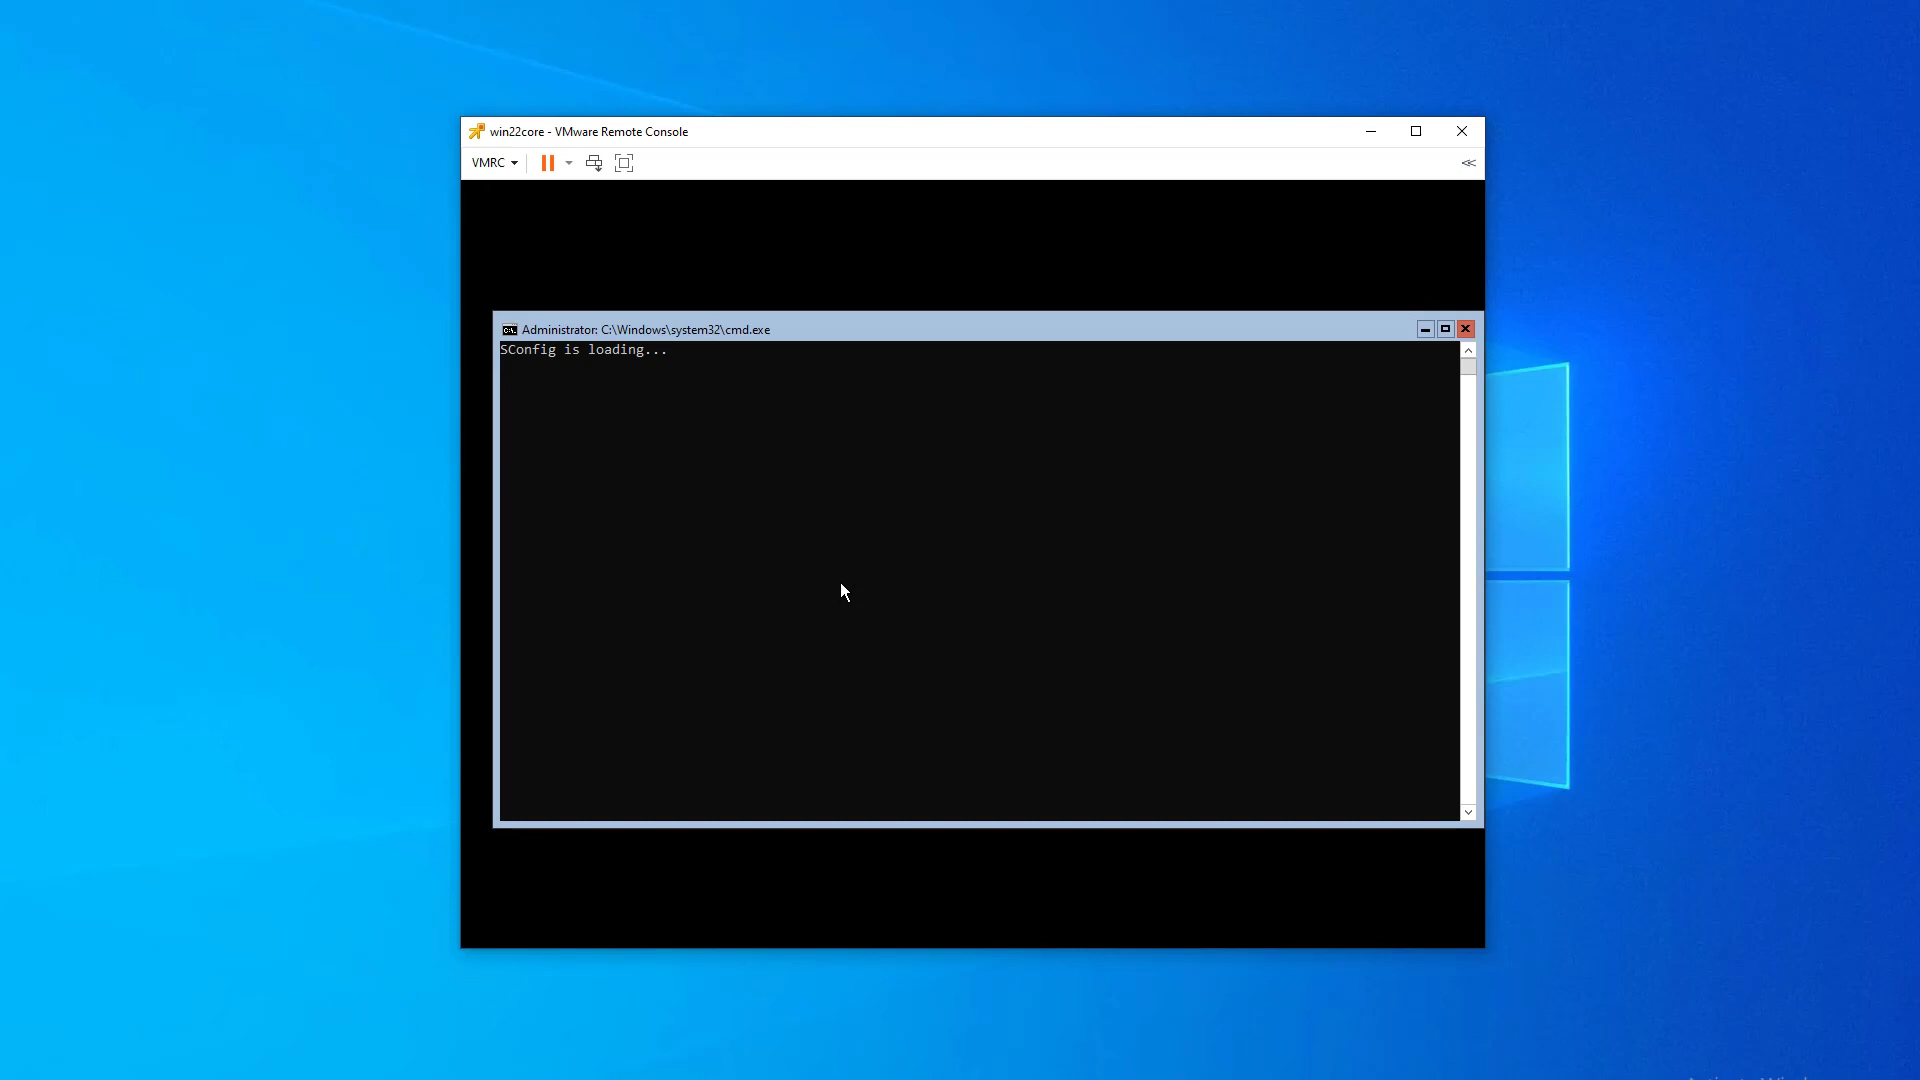 win22core - VMware Remote Console
VMRC
Administrator: C:\Windows\system32\cmd.exe
SConfig is loading...